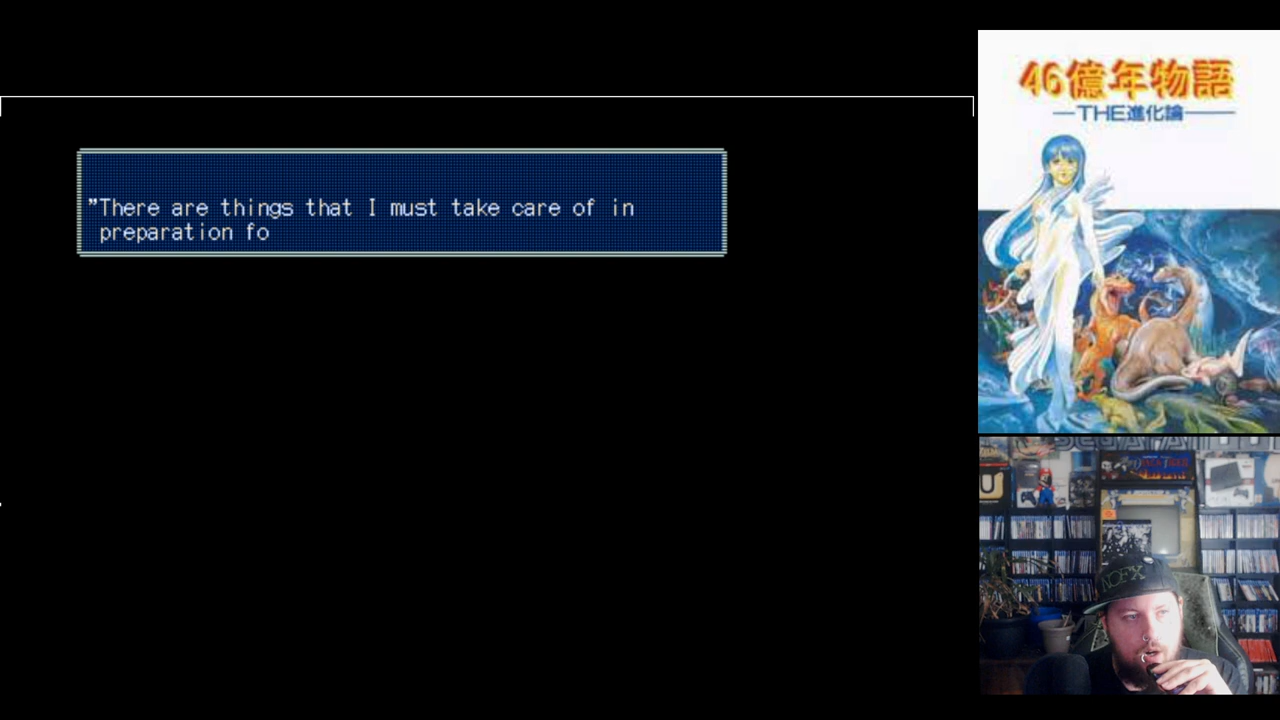 "There are things that I must take care of in
preparation fo
46億年物語
—THE進化論—
NOFX